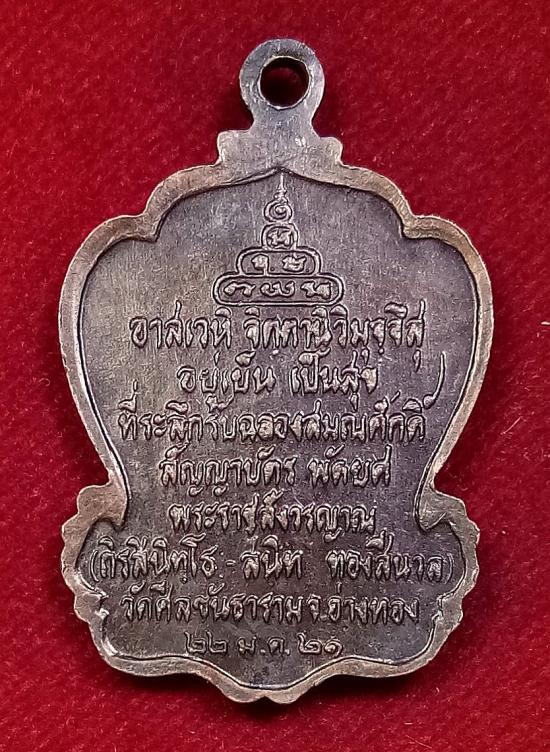 อาสเวหิ จิตฺตานิ วิมุจฺจึสุ
อยู่เย็น เป็นสุข
ที่ระลึกรับฉลองสมณศักดิ์
สัญญาบัตร พัดยศ
พระราชสังวรญาณ
(ถิรสินิทฺโธ - สนิท ทองสีนวล)
วัดศีลขันธาราม จ.อ่างทอง
๒๒ ม.ค. ๒๑